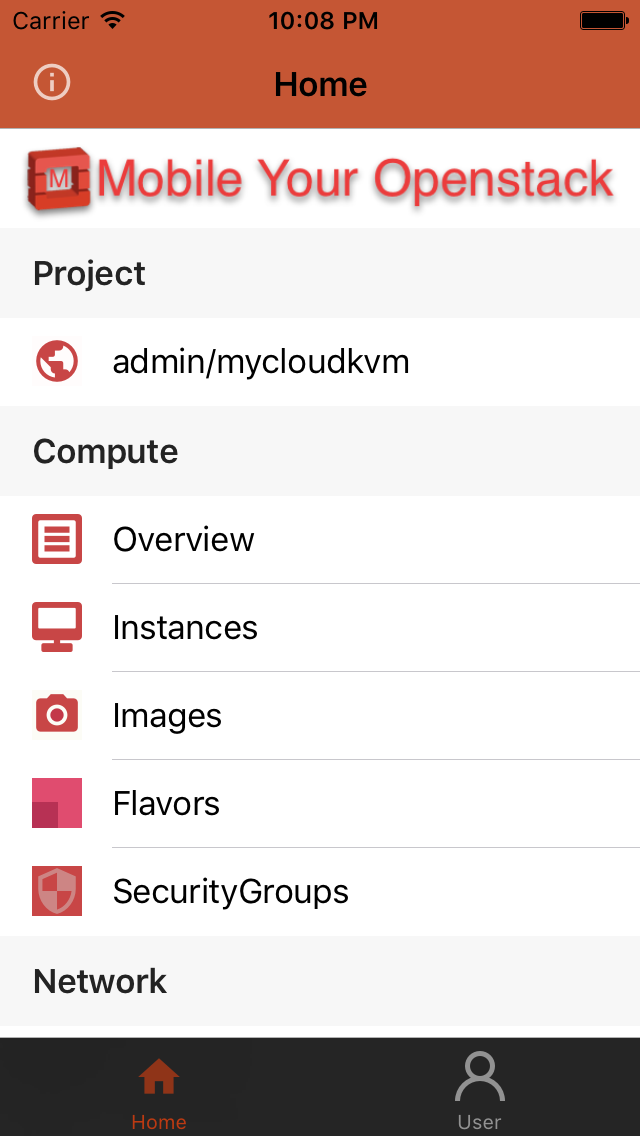 Carrier 10:08 PM
Home
M Mobile Your Openstack
Project
admin/mycloudkvm
Compute
Overview
Instances
Images
Flavors
SecurityGroups
Network
Home User